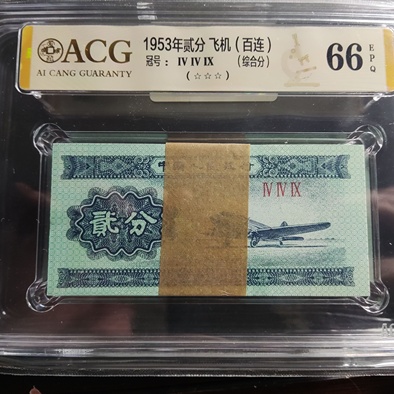 ACG
AI CANG GUARANTY
1953年贰分 飞机(百连)
冠号: IV IV IX (综合分)
(☆☆☆)
66
EPQ
IV IV IX
贰分